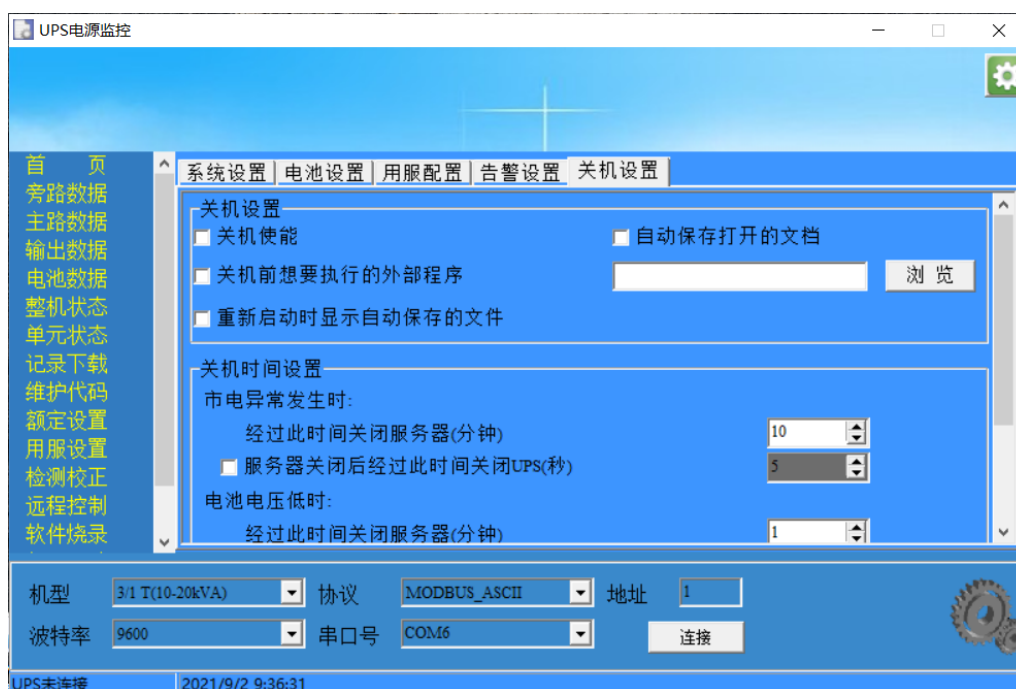 UPS电源监控
首 页
旁路数据
主路数据
输出数据
电池数据
整机状态
单元状态
记录下载
维护代码
额定设置
用服设置
检测校正
远程控制
软件烧录
系统设置 电池设置 用服配置 告警设置 关机设置
关机设置
关机使能 自动保存打开的文档
关机前想要执行的外部程序 浏 览
重新启动时显示自动保存的文件
关机时间设置
市电异常发生时:
经过此时间关闭服务器(分钟) 10
服务器关闭后经过此时间关闭UPS(秒) 5
电池电压低时:
经过此时间关闭服务器(分钟) 1
机型 3/1 T(10-20kVA) 协议 MODBUS_ASCII 地址 1
波特率 9600 串口号 COM6 连接
UPS未连接 2021/9/2 9:36:31